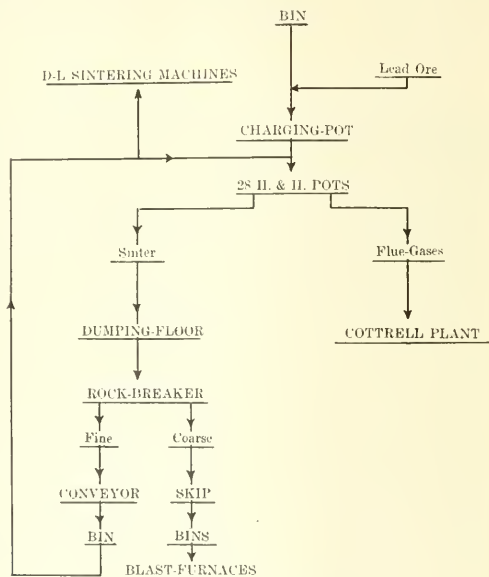 BIN
D-L SINTERING MACHINES
Lead Ore
CHARGING-POT
28 H. & H. POTS
Sinter
Flue-Gases
DUMPING-FLOOR
COTTRELL PLANT
ROCK-BREAKER
Fine
Coarse
CONVEYOR
SKIP
BIN
BINS
BLAST-FURNACES